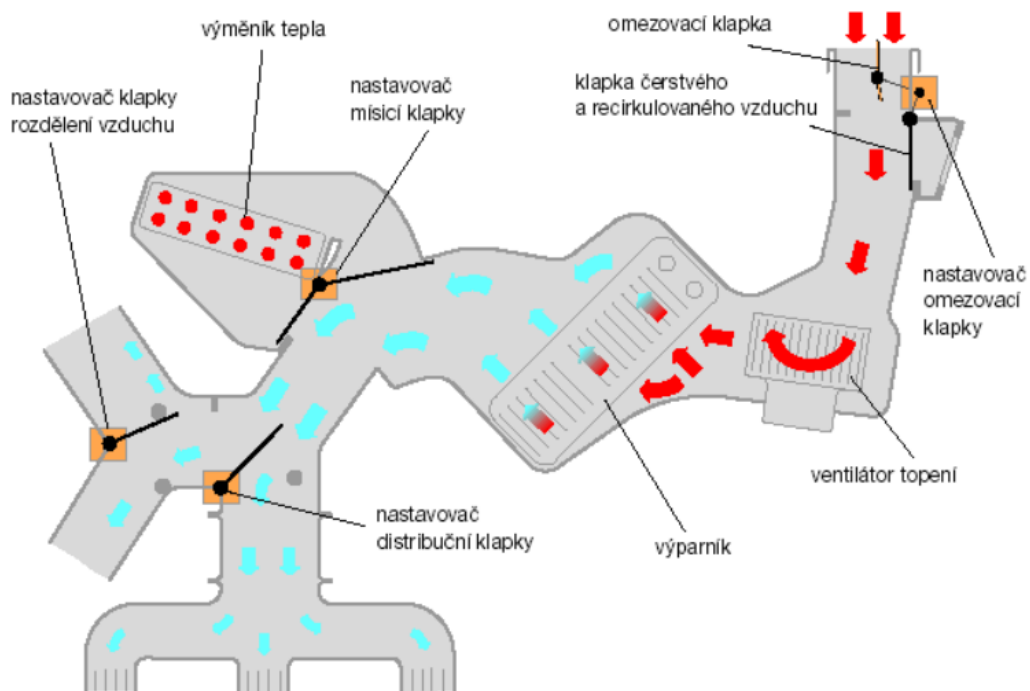 výměník tepla
omezovací klapka
nastavovač klapky
rozdělení vzduchu
nastavovač
mísicí klapky
klapka čerstvého
a recirkulovaného vzduchu
nastavovač
omezovací
klapky
ventilátor topení
výparník
nastavovač
distribuční klapky